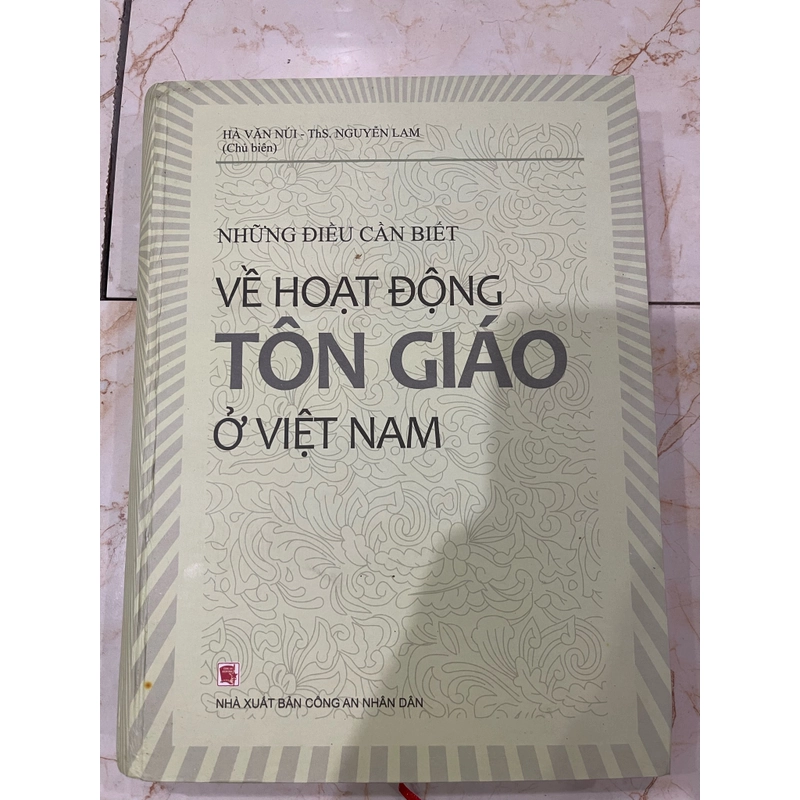 HÀ VĂN NÚI - ThS. NGUYÊN LAM
(Chủ biên)
NHỮNG ĐIỀU CẦN BIẾT
VỀ HOẠT ĐỘNG
TÔN GIÁO
Ở VIỆT NAM
NHÀ XUẤT BẢN CÔNG AN NHÂN DÂN